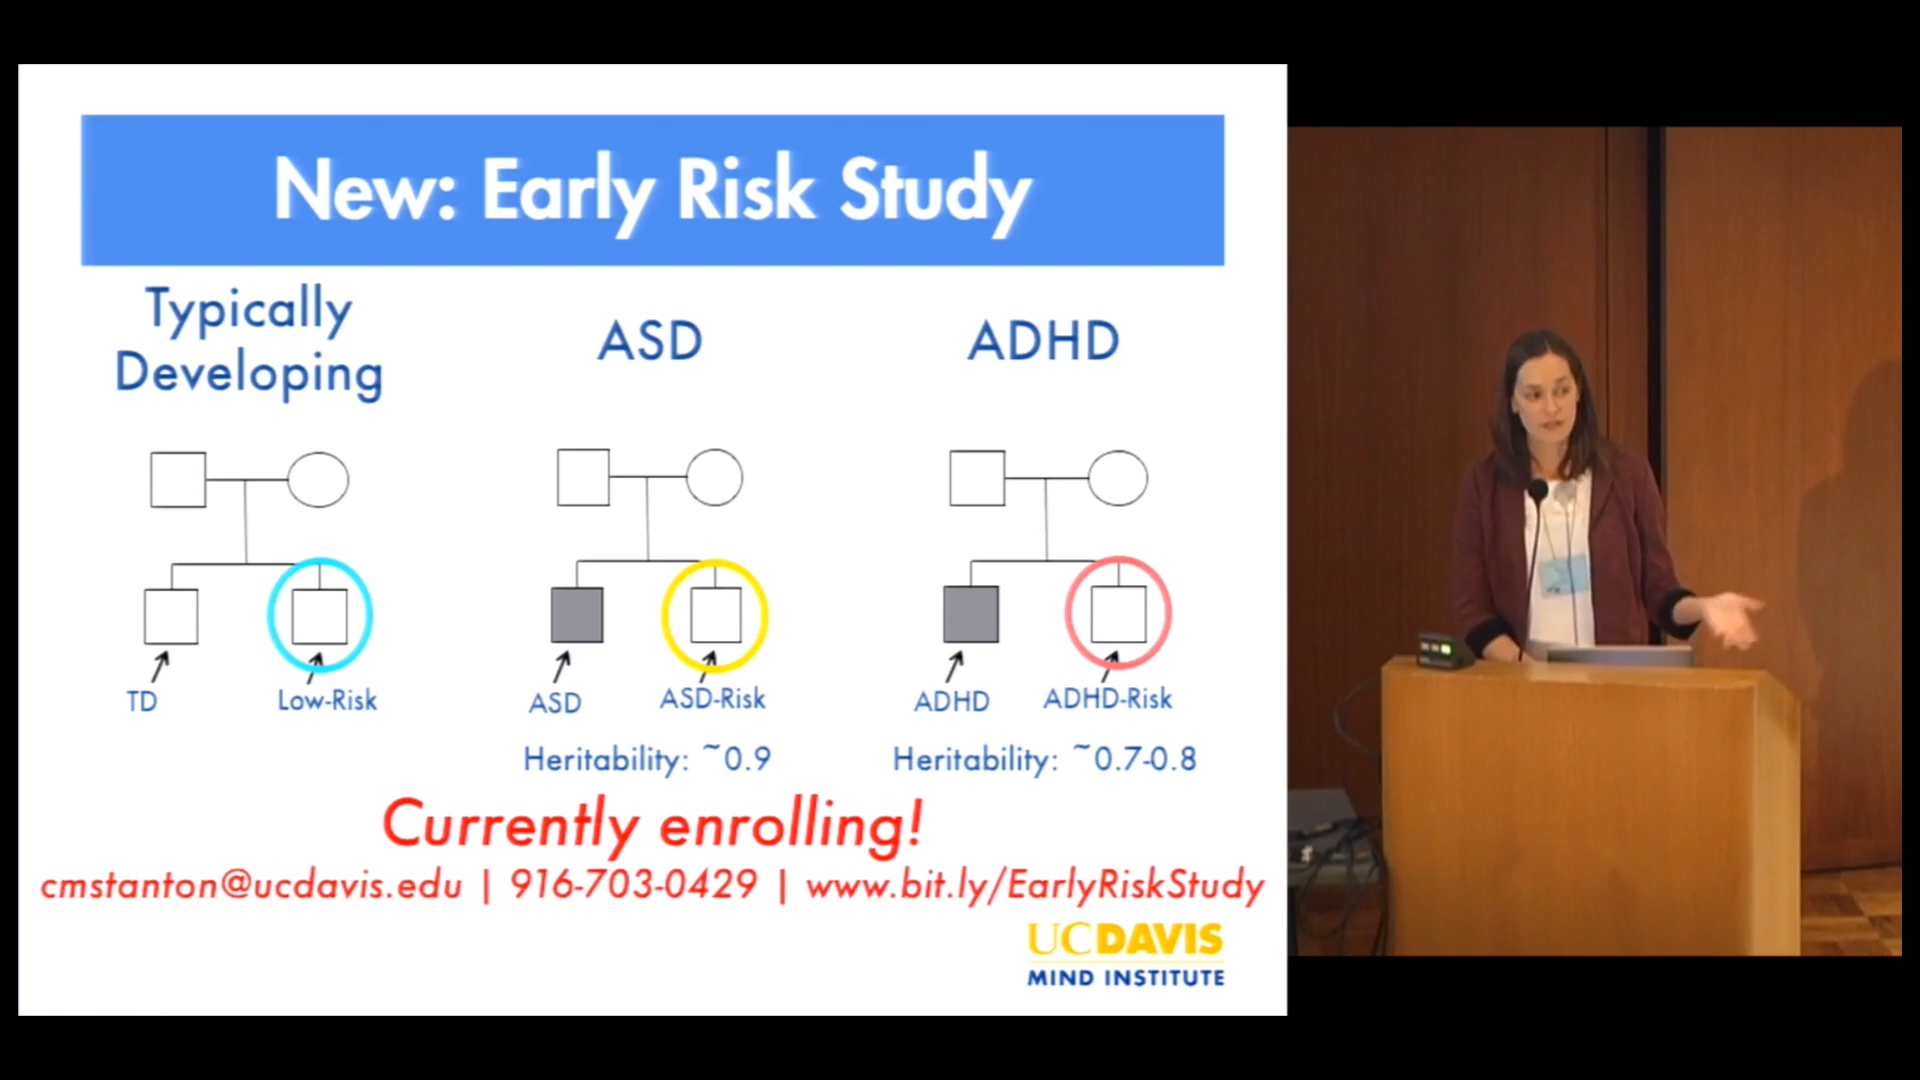 New: Early Risk Study
Typically
Developing
ASD
ADHD
TD
Low-Risk
ASD
ASD-Risk
ADHD
ADHD-Risk
Heritability: ~0.9
Heritability: ~0.7-0.8
Currently enrolling!
cmstanton@ucdavis.edu | 916-703-0429 | www.bit.ly/EarlyRiskStudy
UCDAVIS
MIND INSTITUTE